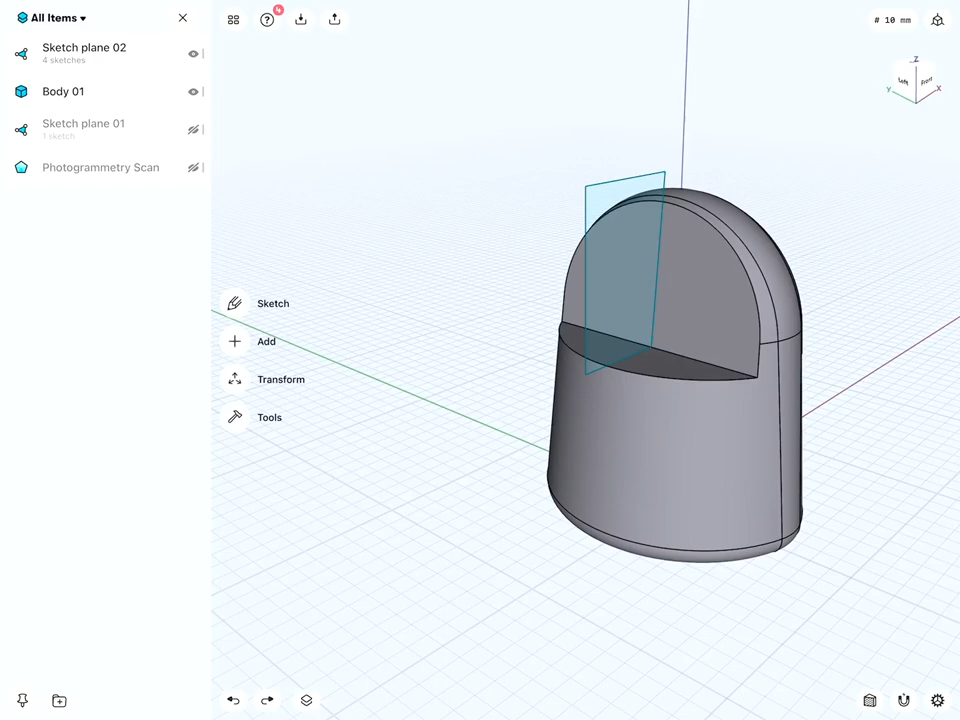 All Items
4
# 10 mm
Sketch plane 02
4 sketches
Body 01
Sketch plane 01
1 sketch
Photogrammetry Scan
Z
Left
Front
Y
X
Sketch
Add
Transform
Tools